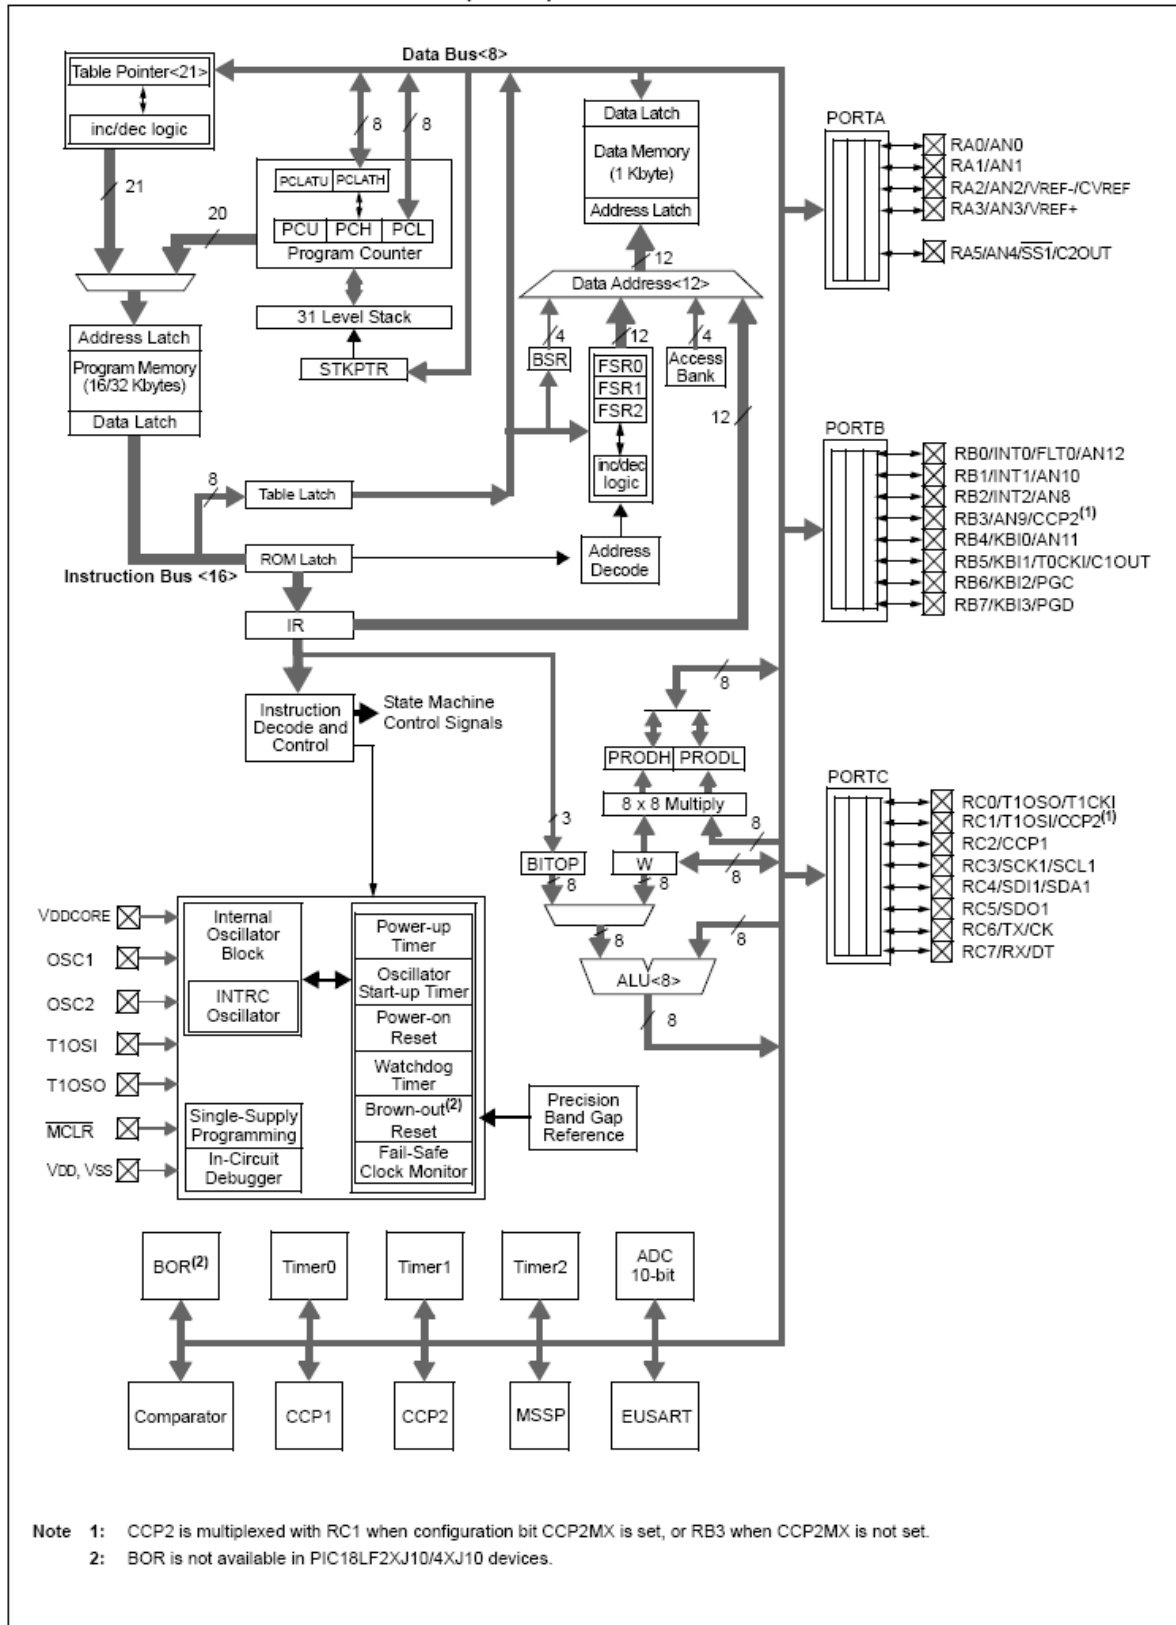 Data Bus<8>
Table Pointer<21>
inc/dec logic
21
20
8
8
PCLATU PCLATH
PCU PCH PCL
Program Counter
31 Level Stack
STKPTR
Data Latch
Data Memory
(1 Kbyte)
Address Latch
12
Data Address<12>
4
12
4
BSR
FSR0
FSR1
FSR2
inc/dec
logic
Access
Bank
12
Address
Decode
Address Latch
Program Memory
(16/32 Kbytes)
Data Latch
8
Table Latch
ROM Latch
Instruction Bus <16>
IR
Instruction
Decode and
Control
State Machine
Control Signals
8
PRODH PRODL
8 x 8 Multiply
3
8
BITOP
W
8
8
8
8
8
ALU<8>
8
PORTA
RA0/AN0
RA1/AN1
RA2/AN2/VREF-/CVREF
RA3/AN3/VREF+
RA5/AN4/SS1/C2OUT
PORTB
RB0/INT0/FLT0/AN12
RB1/INT1/AN10
RB2/INT2/AN8
RB3/AN9/CCP2(1)
RB4/KBI0/AN11
RB5/KBI1/T0CKI/C1OUT
RB6/KBI2/PGC
RB7/KBI3/PGD
PORTC
RC0/T1OSO/T1CKI
RC1/T1OSI/CCP2(1)
RC2/CCP1
RC3/SCK1/SCL1
RC4/SDI1/SDA1
RC5/SDO1
RC6/TX/CK
RC7/RX/DT
VDDCORE
OSC1
OSC2
T1OSI
T1OSO
MCLR
VDD, VSS
Internal
Oscillator
Block
INTRC
Oscillator
Single-Supply
Programming
In-Circuit
Debugger
Power-up
Timer
Oscillator
Start-up Timer
Power-on
Reset
Watchdog
Timer
Brown-out(2)
Reset
Fail-Safe
Clock Monitor
Precision
Band Gap
Reference
BOR(2)
Timer0
Timer1
Timer2
ADC
10-bit
Comparator
CCP1
CCP2
MSSP
EUSART
Note 1: CCP2 is multiplexed with RC1 when configuration bit CCP2MX is set, or RB3 when CCP2MX is not set.
2: BOR is not available in PIC18LF2XJ10/4XJ10 devices.